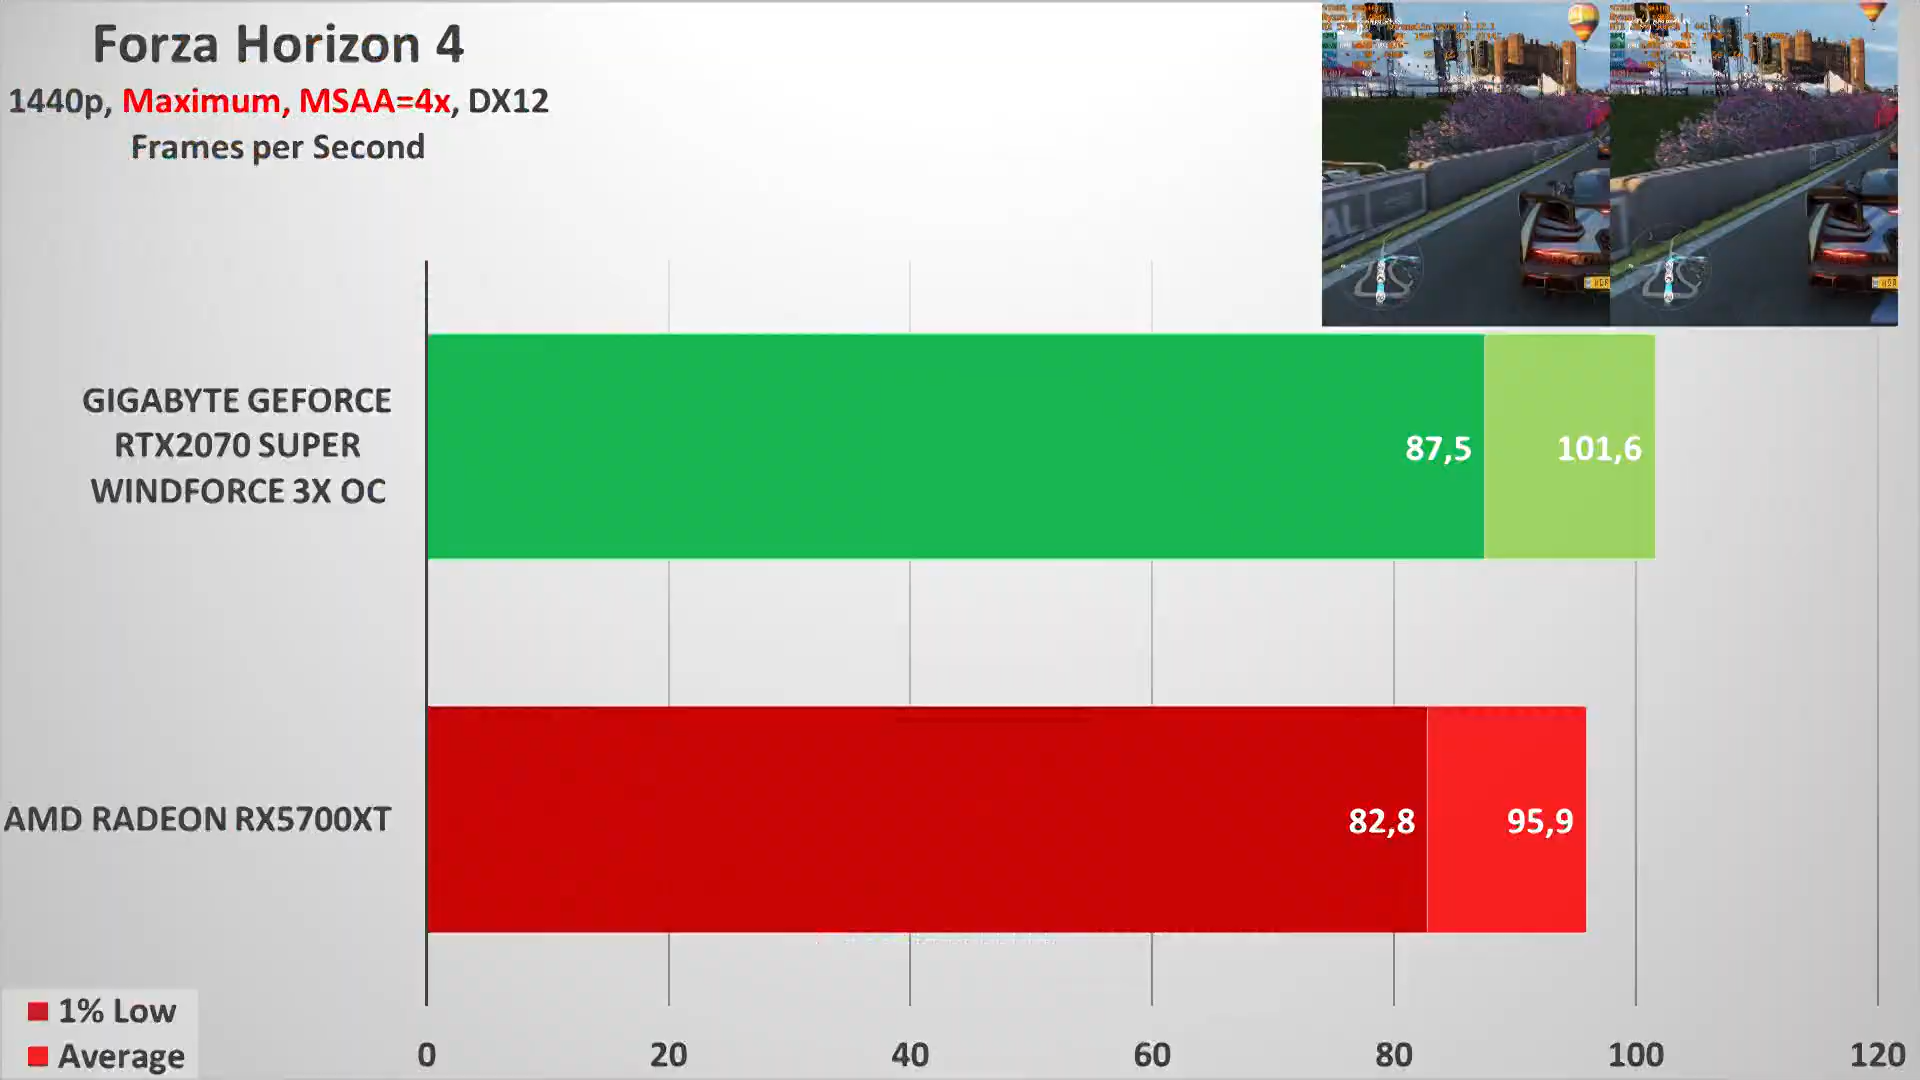 Forza Horizon 4
1440p, Maximum, MSAA=4x, DX12
Frames per Second
GIGABYTE GEFORCE
RTX2070 SUPER
WINDFORCE 3X OC
87,5
101,6
AMD RADEON RX5700XT
82,8
95,9
1% Low
Average
0
20
40
60
80
100
120